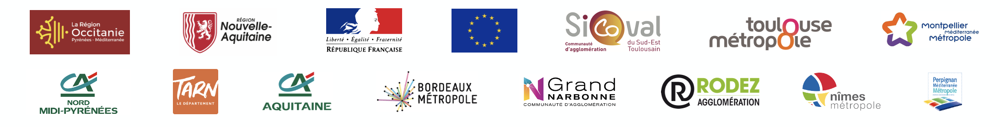 La Région
Occitanie
Pyrénées - Méditerranée
RÉGION
Nouvelle-
Aquitaine
Liberté • Égalité • Fraternité
RÉPUBLIQUE FRANÇAISE
SiCoval
Communauté
d'agglomération
du Sud-Est
Toulousain
toulouse
métropole
Montpellier
Méditerranée
Métropole
CA
NORD
MIDI-PYRÉNÉES
TARN
LE DÉPARTEMENT
CA
AQUITAINE
BORDEAUX
MÉTROPOLE
N Grand
NARBONNE
COMMUNAUTÉ D'AGGLOMÉRATION
R RODEZ
AGGLOMÉRATION
nîmes
métropole
Perpignan
Méditerranée
Métropole